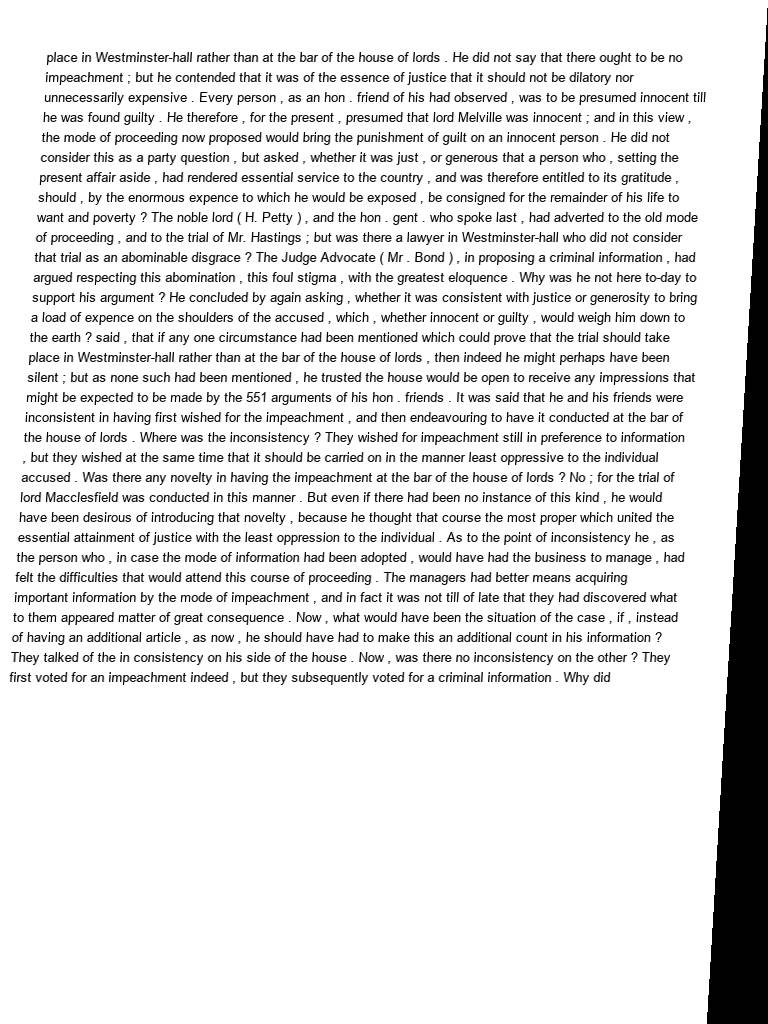 place in Westminster-hall rather than at the bar of the house of lords . He did not say that there ought to be no
impeachment ; but he contended that it was of the essence of justice that it should not be dilatory nor
unnecessarily expensive . Every person , as an hon . friend of his had observed , was to be presumed innocent till
he was found guilty . He therefore , for the present , presumed that lord Melville was innocent ; and in this view ,
the mode of proceeding now proposed would bring the punishment of guilt on an innocent person . He did not
consider this as a party question , but asked , whether it was just , or generous that a person who , setting the
present affair aside , had rendered essential service to the country , and was therefore entitled to its gratitude ,
should , by the enormous expence to which he would be exposed , be consigned for the remainder of his life to
want and poverty ? The noble lord ( H. Petty ) , and the hon . gent . who spoke last , had adverted to the old mode
of proceeding , and to the trial of Mr. Hastings ; but was there a lawyer in Westminster-hall who did not consider
that trial as an abominable disgrace ? The Judge Advocate ( Mr . Bond ) , in proposing a criminal information , had
argued respecting this abomination , this foul stigma , with the greatest eloquence . Why was he not here to-day to
support his argument ? He concluded by again asking , whether it was consistent with justice or generosity to bring
a load of expence on the shoulders of the accused , which , whether innocent or guilty , would weigh him down to
the earth ? said , that if any one circumstance had been mentioned which could prove that the trial should take
place in Westminster-hall rather than at the bar of the house of lords , then indeed he might perhaps have been
silent ; but as none such had been mentioned , he trusted the house would be open to receive any impressions that
might be expected to be made by the 551 arguments of his hon . friends . It was said that he and his friends were
inconsistent in having first wished for the impeachment , and then endeavouring to have it conducted at the bar of
the house of lords . Where was the inconsistency ? They wished for impeachment still in preference to information
, but they wished at the same time that it should be carried on in the manner least oppressive to the individual
accused . Was there any novelty in having the impeachment at the bar of the house of lords ? No ; for the trial of
lord Macclesfield was conducted in this manner . But even if there had been no instance of this kind , he would
have been desirous of introducing that novelty , because he thought that course the most proper which united the
essential attainment of justice with the least oppression to the individual . As to the point of inconsistency he , as
the person who , in case the mode of information had been adopted , would have had the business to manage , had
felt the difficulties that would attend this course of proceeding . The managers had better means acquiring
important information by the mode of impeachment , and in fact it was not till of late that they had discovered what
to them appeared matter of great consequence . Now , what would have been the situation of the case , if , instead
of having an additional article , as now , he should have had to make this an additional count in his information ?
They talked of the in consistency on his side of the house . Now , was there no inconsistency on the other ? They
first voted for an impeachment indeed , but they subsequently voted for a criminal information . Why did